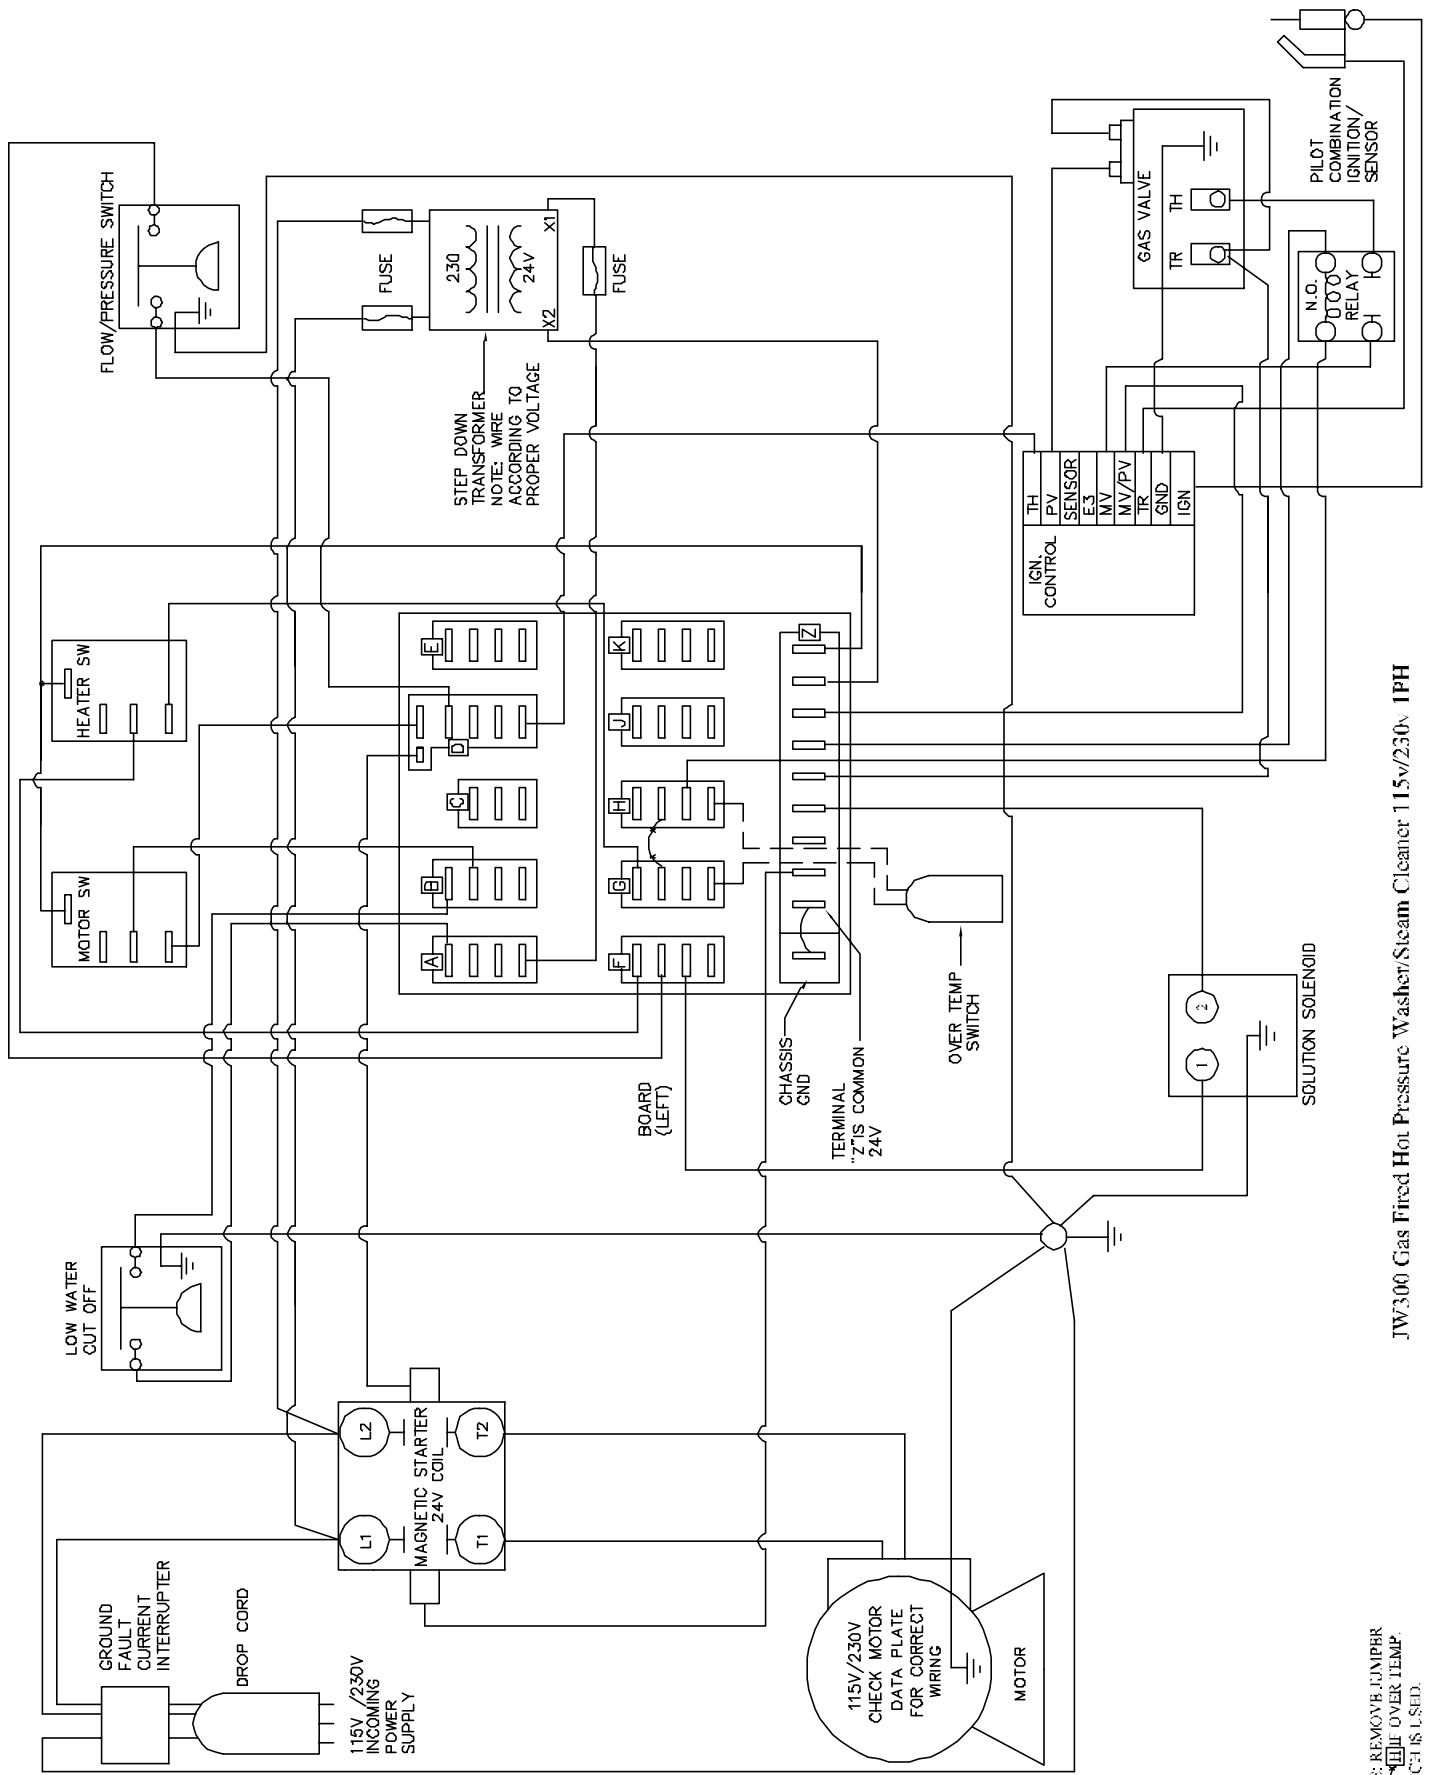 FLOW/PRESSURE SWITCH
FUSE
230
24V
X1
X2
FUSE
STEP DOWN
TRANSFORMER
NOTE: WIRE
ACCORDING TO
PROPER VOLTAGE
PILOT
COMBINATION
IGNITION/
SENSOR
GAS VALVE
TH
TR
N.O.
RELAY
IGN.
CONTROL
TH
PV
SENSOR
E3
MV
MV/PV
TR
GND
IGN
HEATER SW
MOTOR SW
E
D
C
B
A
K
J
H
G
F
Z
BOARD
(LEFT)
CHASSIS
GND
TERMINAL
"Z"IS COMMON
24V
OVER TEMP
SWITCH
SOLUTION SOLENOID
1
2
LOW WATER
CUT OFF
L2
T2
L1
T1
MAGNETIC STARTER
24V COIL
GROUND
FAULT
CURRENT
INTERRUPTER
DROP CORD
115V /230V
INCOMING
POWER
SUPPLY
115V/230V
CHECK MOTOR
DATA PLATE
FOR CORRECT
WIRING
MOTOR
JW300 Gas Fired Hot Pressure Washer/Steam Cleaner 115v/230v 1PH
: REMOVE JUMPER
H IF OVER TEMP.
CH IS USED.